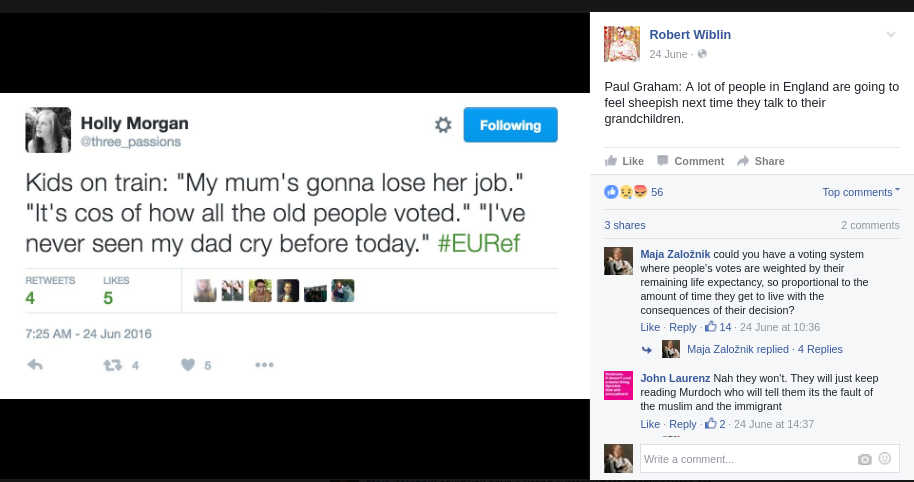 Holly Morgan
@three_passions
Following
Kids on train: "My mum's gonna lose her job."
"It's cos of how all the old people voted." "I've
never seen my dad cry before today." #EURef
RETWEETS
LIKES
4
5
7:25 AM - 24 Jun 2016
4
5
Robert Wiblin
24 June ·
Paul Graham: A lot of people in England are going to
feel sheepish next time they talk to their
grandchildren.
Like Comment Share
56
Top comments
3 shares
2 comments
Maja Založnik could you have a voting system
where people's votes are weighted by their
remaining life expectancy, so proportional to the
amount of time they get to live with the
consequences of their decision?
Like · Reply · 14 · 24 June at 10:36
Maja Založnik replied · 4 Replies
John Laurenz Nah they won't. They will just keep
reading Murdoch who will tell them its the fault of
the muslim and the immigrant
Like · Reply · 2 · 24 June at 14:37
Write a comment...